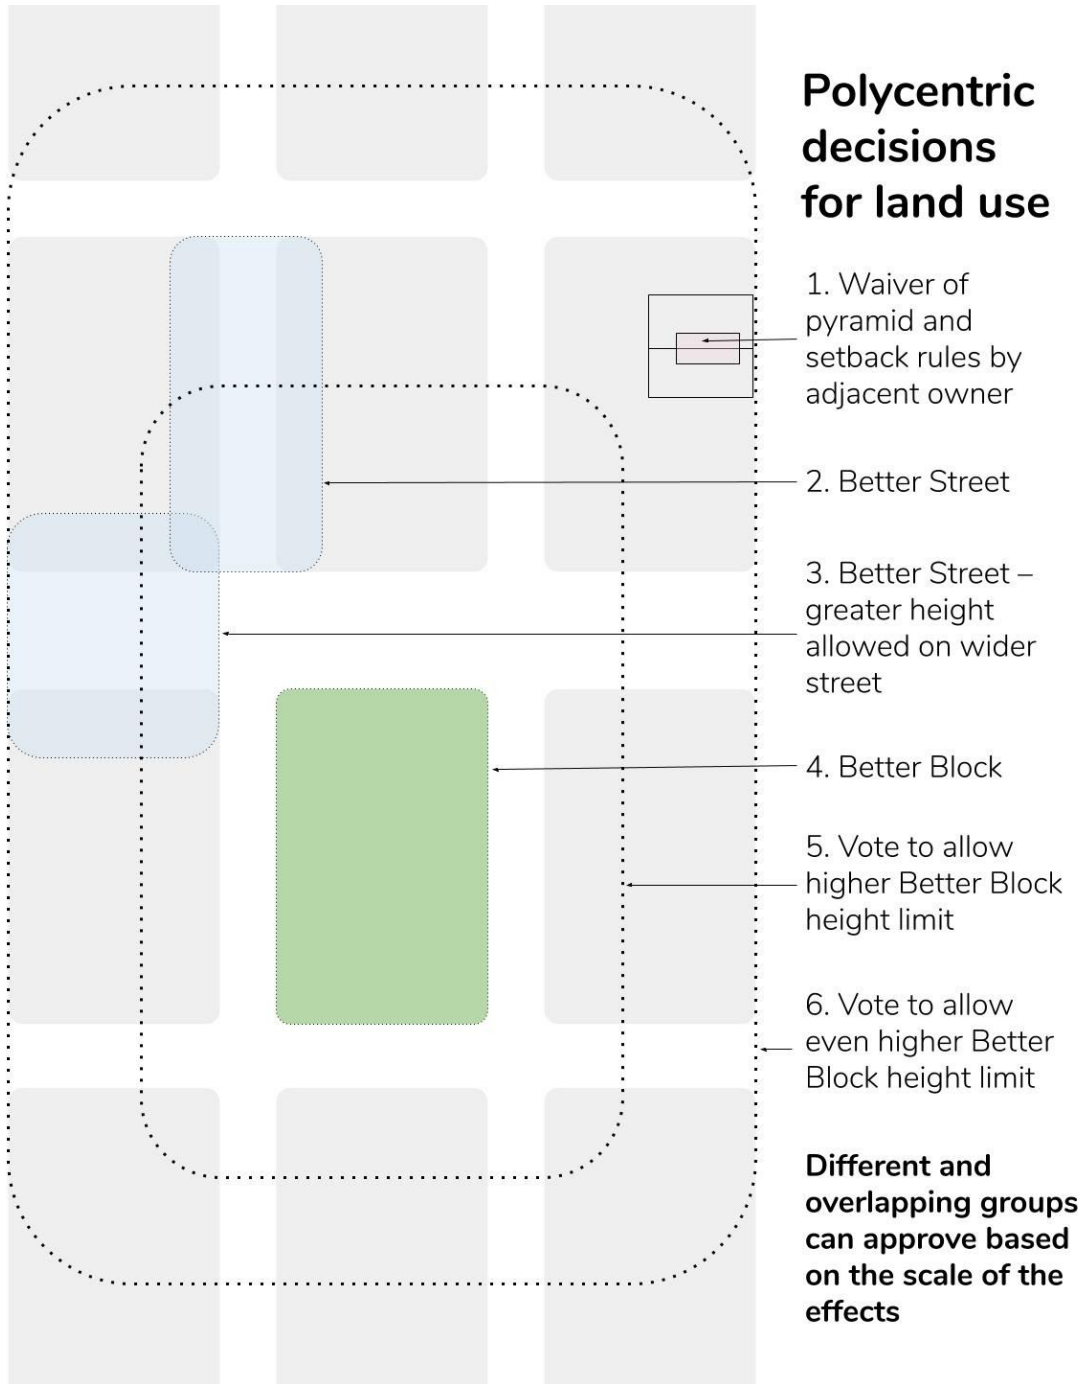 Polycentric
decisions
for land use
1. Waiver of
pyramid and
setback rules by
adjacent owner
2. Better Street
3. Better Street –
greater height
allowed on wider
street
4. Better Block
5. Vote to allow
higher Better Block
height limit
6. Vote to allow
even higher Better
Block height limit
Different and
overlapping groups
can approve based
on the scale of the
effects